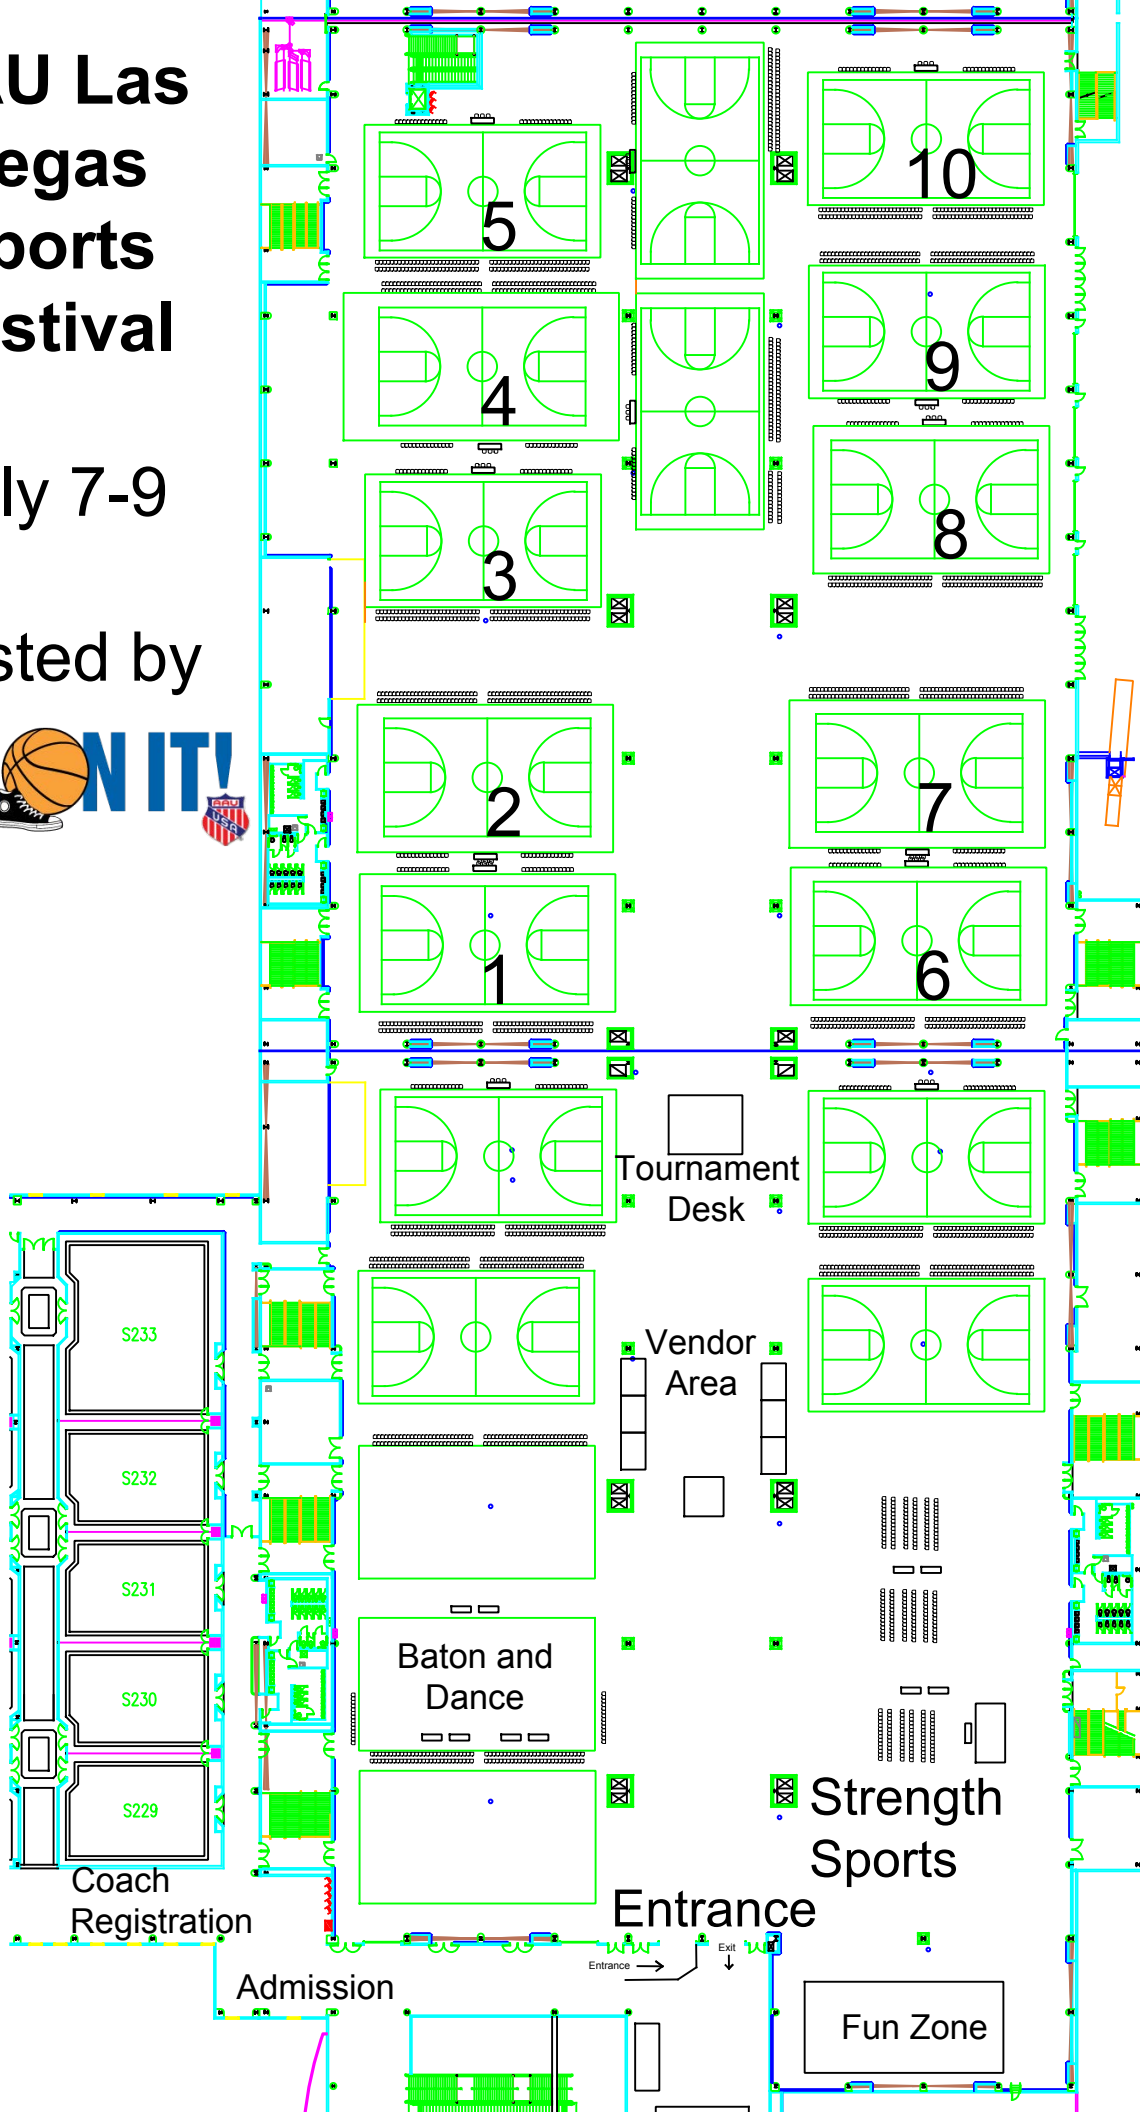 AU Las
egas
ports
stival
ly 7-9
sted by
N IT!
AAU
USA
5
10
4
9
3
8
2
7
1
6
Tournament
Desk
Vendor
Area
S233
S232
S231
S230
S229
Baton and
Dance
Strength
Sports
Coach
Registration
Entrance
Entrance
Exit
Admission
Fun Zone